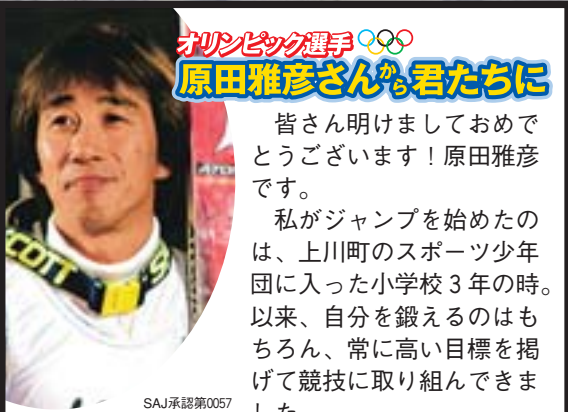 オリンピック選手
原田雅彦さんから君たちに
皆さん明けましておめで
とうございます！原田雅彦
です。
私がジャンプを始めたの
は、上川町のスポーツ少年
団に入った小学校３年の時。
以来、自分を鍛えるのはも
ちろん、常に高い目標を掲
げて競技に取り組んできま
した
SCOTT
SAJ承認第0057